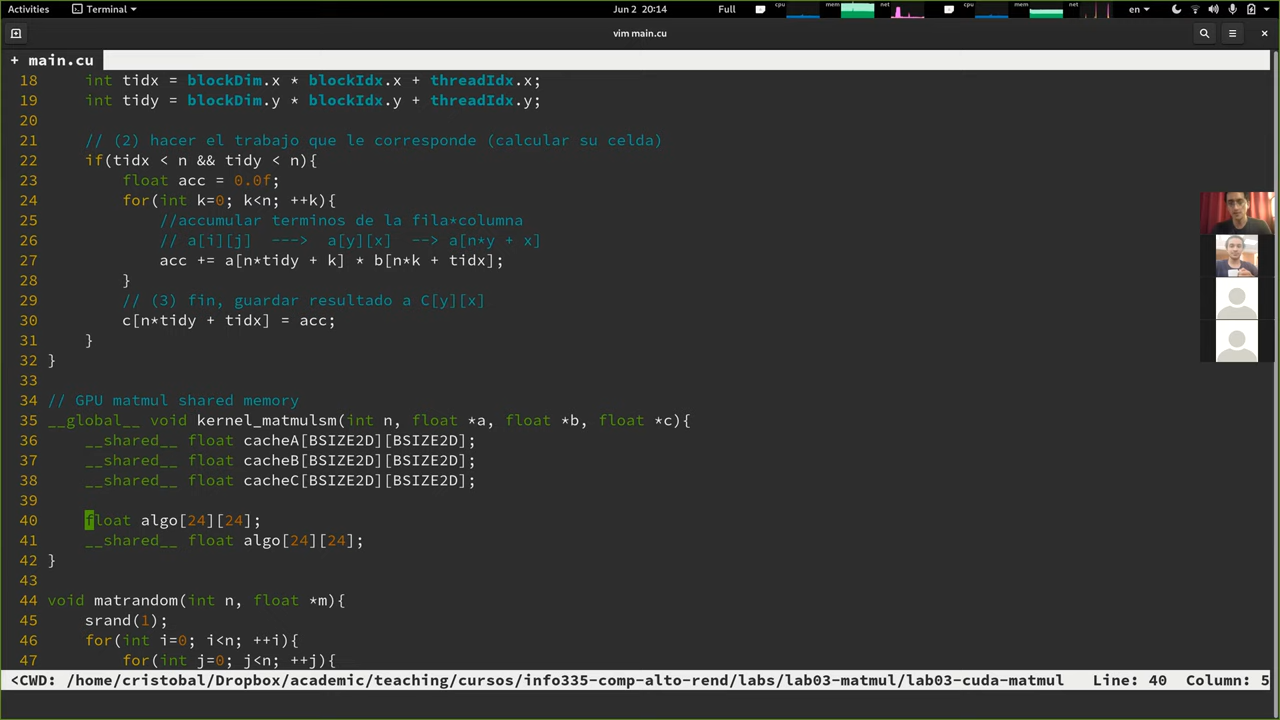 Activities Terminal Jun 2 20:14 Full cpu mem net cpu mem net en
vim main.cu
+ main.cu
18     int tidx = blockDim.x * blockIdx.x + threadIdx.x;
19     int tidy = blockDim.y * blockIdx.y + threadIdx.y;
20
21     // (2) hacer el trabajo que le corresponde (calcular su celda)
22     if(tidx < n && tidy < n){
23         float acc = 0.0f;
24         for(int k=0; k<n; ++k){
25             //accumular terminos de la fila*columna
26             // a[i][j]  ---> a[y][x]  --> a[n*y + x]
27             acc += a[n*tidy + k] * b[n*k + tidx];
28         }
29         // (3) fin, guardar resultado a C[y][x]
30         c[n*tidy + tidx] = acc;
31     }
32 }
33
34 // GPU matmul shared memory
35 __global__ void kernel_matmulsm(int n, float *a, float *b, float *c){
36     __shared__ float cacheA[BSIZE2D][BSIZE2D];
37     __shared__ float cacheB[BSIZE2D][BSIZE2D];
38     __shared__ float cacheC[BSIZE2D][BSIZE2D];
39
40     float algo[24][24];
41     __shared__ float algo[24][24];
42 }
43
44 void matrandom(int n, float *m){
45     srand(1);
46     for(int i=0; i<n; ++i){
47         for(int j=0; j<n; ++j){
<CWD: /home/cristobal/Dropbox/academic/teaching/cursos/info335-comp-alto-rend/labs/lab03-matmul/lab03-cuda-matmul   Line: 40  Column: 5